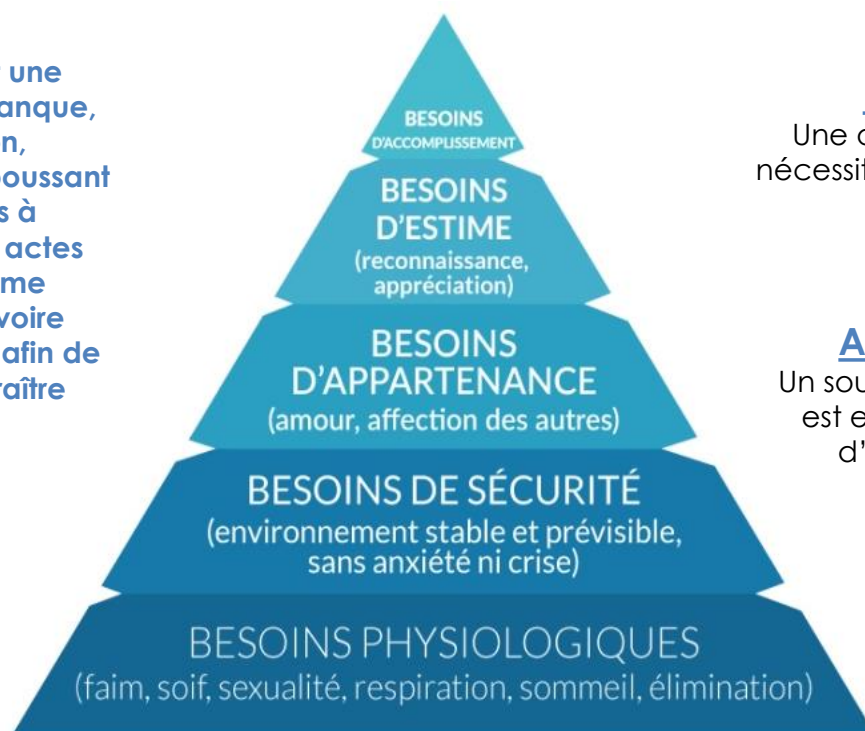 une
anque,
n,
oussant
s à
actes
me
voire
afin de
raître
BESOINS
D'ACCOMPLISSEMENT
BESOINS
D'ESTIME
(reconnaissance,
appréciation)
BESOINS
D'APPARTENANCE
(amour, affection des autres)
BESOINS DE SÉCURITÉ
(environnement stable et prévisible,
sans anxiété ni crise)
BESOINS PHYSIOLOGIQUES
(faim, soif, sexualité, respiration, sommeil, élimination)
Une
nécessit
A
Un sou
est e
d'